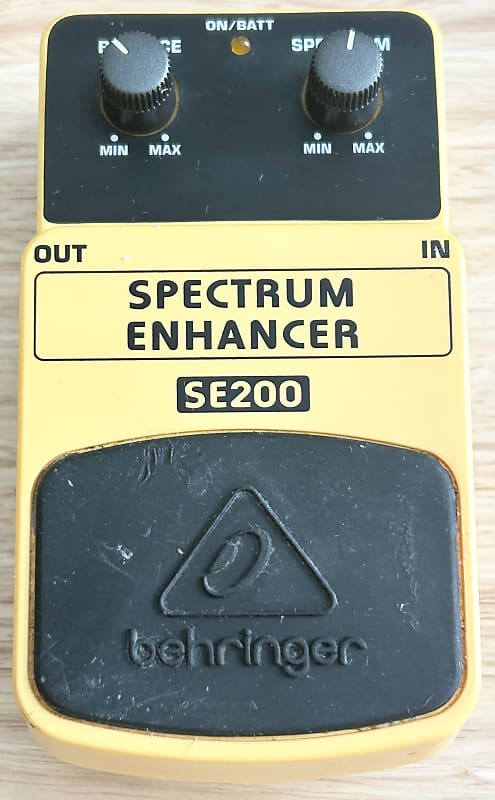 ON/BATT
MIN MAX MIN MAX
OUT IN
SPECTRUM
ENHANCER
SE200
behringer